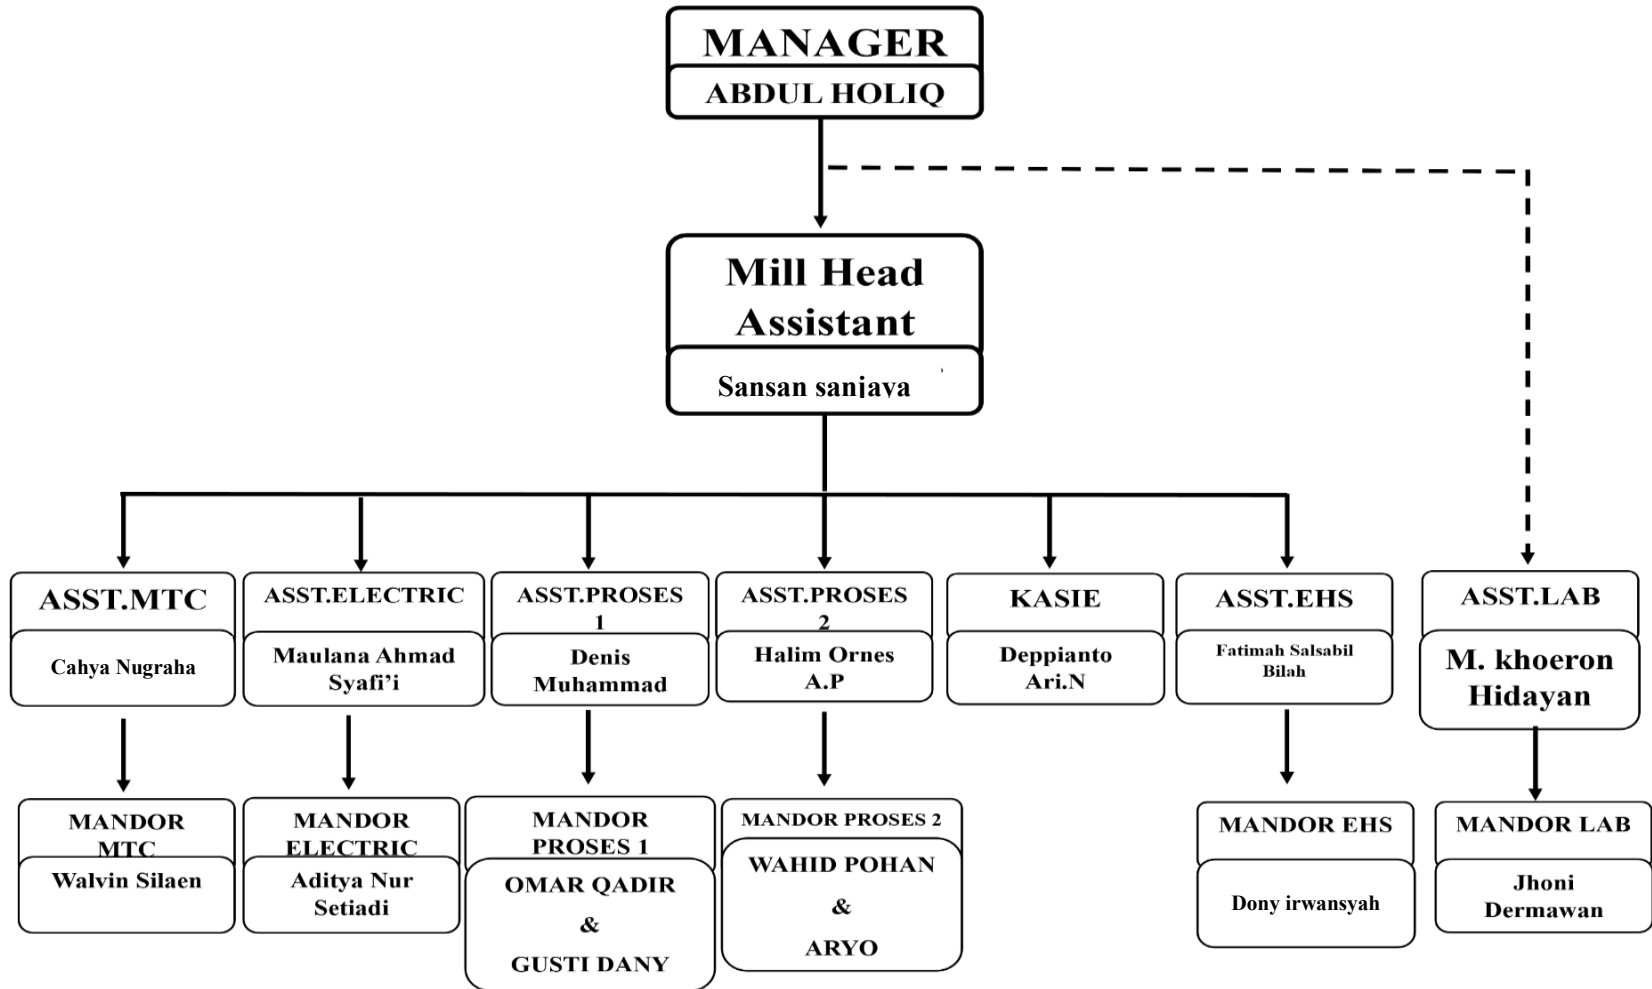 MANAGER
ABDUL HOLIQ
Mill Head
Assistant
Sansan sanjaya
ASST.MTC
Cahya Nugraha
ASST.ELECTRIC
Maulana Ahmad
Syafi’i
ASST.PROSES
1
Denis
Muhammad
ASST.PROSES
2
Halim Ornes
A.P
KASIE
Deppianto
Ari.N
ASST.EHS
Fatimah Salsabil
Bilah
ASST.LAB
M. khoeron
Hidayan
MANDOR
MTC
Walvin Silaen
MANDOR
ELECTRIC
Aditya Nur
Setiadi
MANDOR
PROSES 1
OMAR QADIR
&
GUSTI DANY
MANDOR PROSES 2
WAHID POHAN
&
ARYO
MANDOR EHS
Dony irwansyah
MANDOR LAB
Jhoni
Dermawan